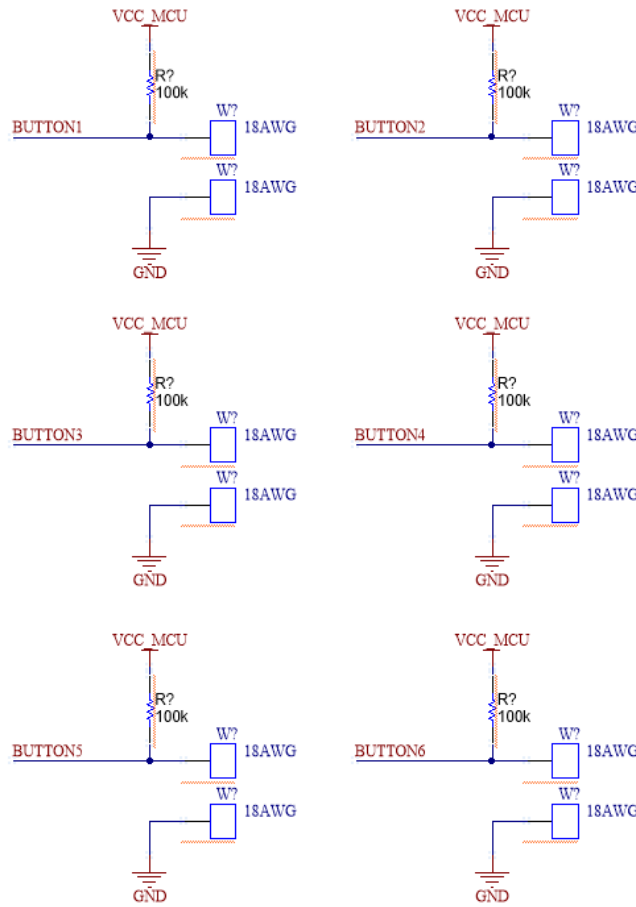 VCC_MCU VCC_MCU
R? R?
100k 100k
W? W?
BUTTON1 18AWG BUTTON2 18AWG
W? W?
18AWG 18AWG
GND GND
VCC_MCU VCC_MCU
R? R?
100k 100k
W? W?
BUTTON3 18AWG BUTTON4 18AWG
W? W?
18AWG 18AWG
GND GND
VCC_MCU VCC_MCU
R? R?
100k 100k
W? W?
BUTTON5 18AWG BUTTON6 18AWG
W? W?
18AWG 18AWG
GND GND